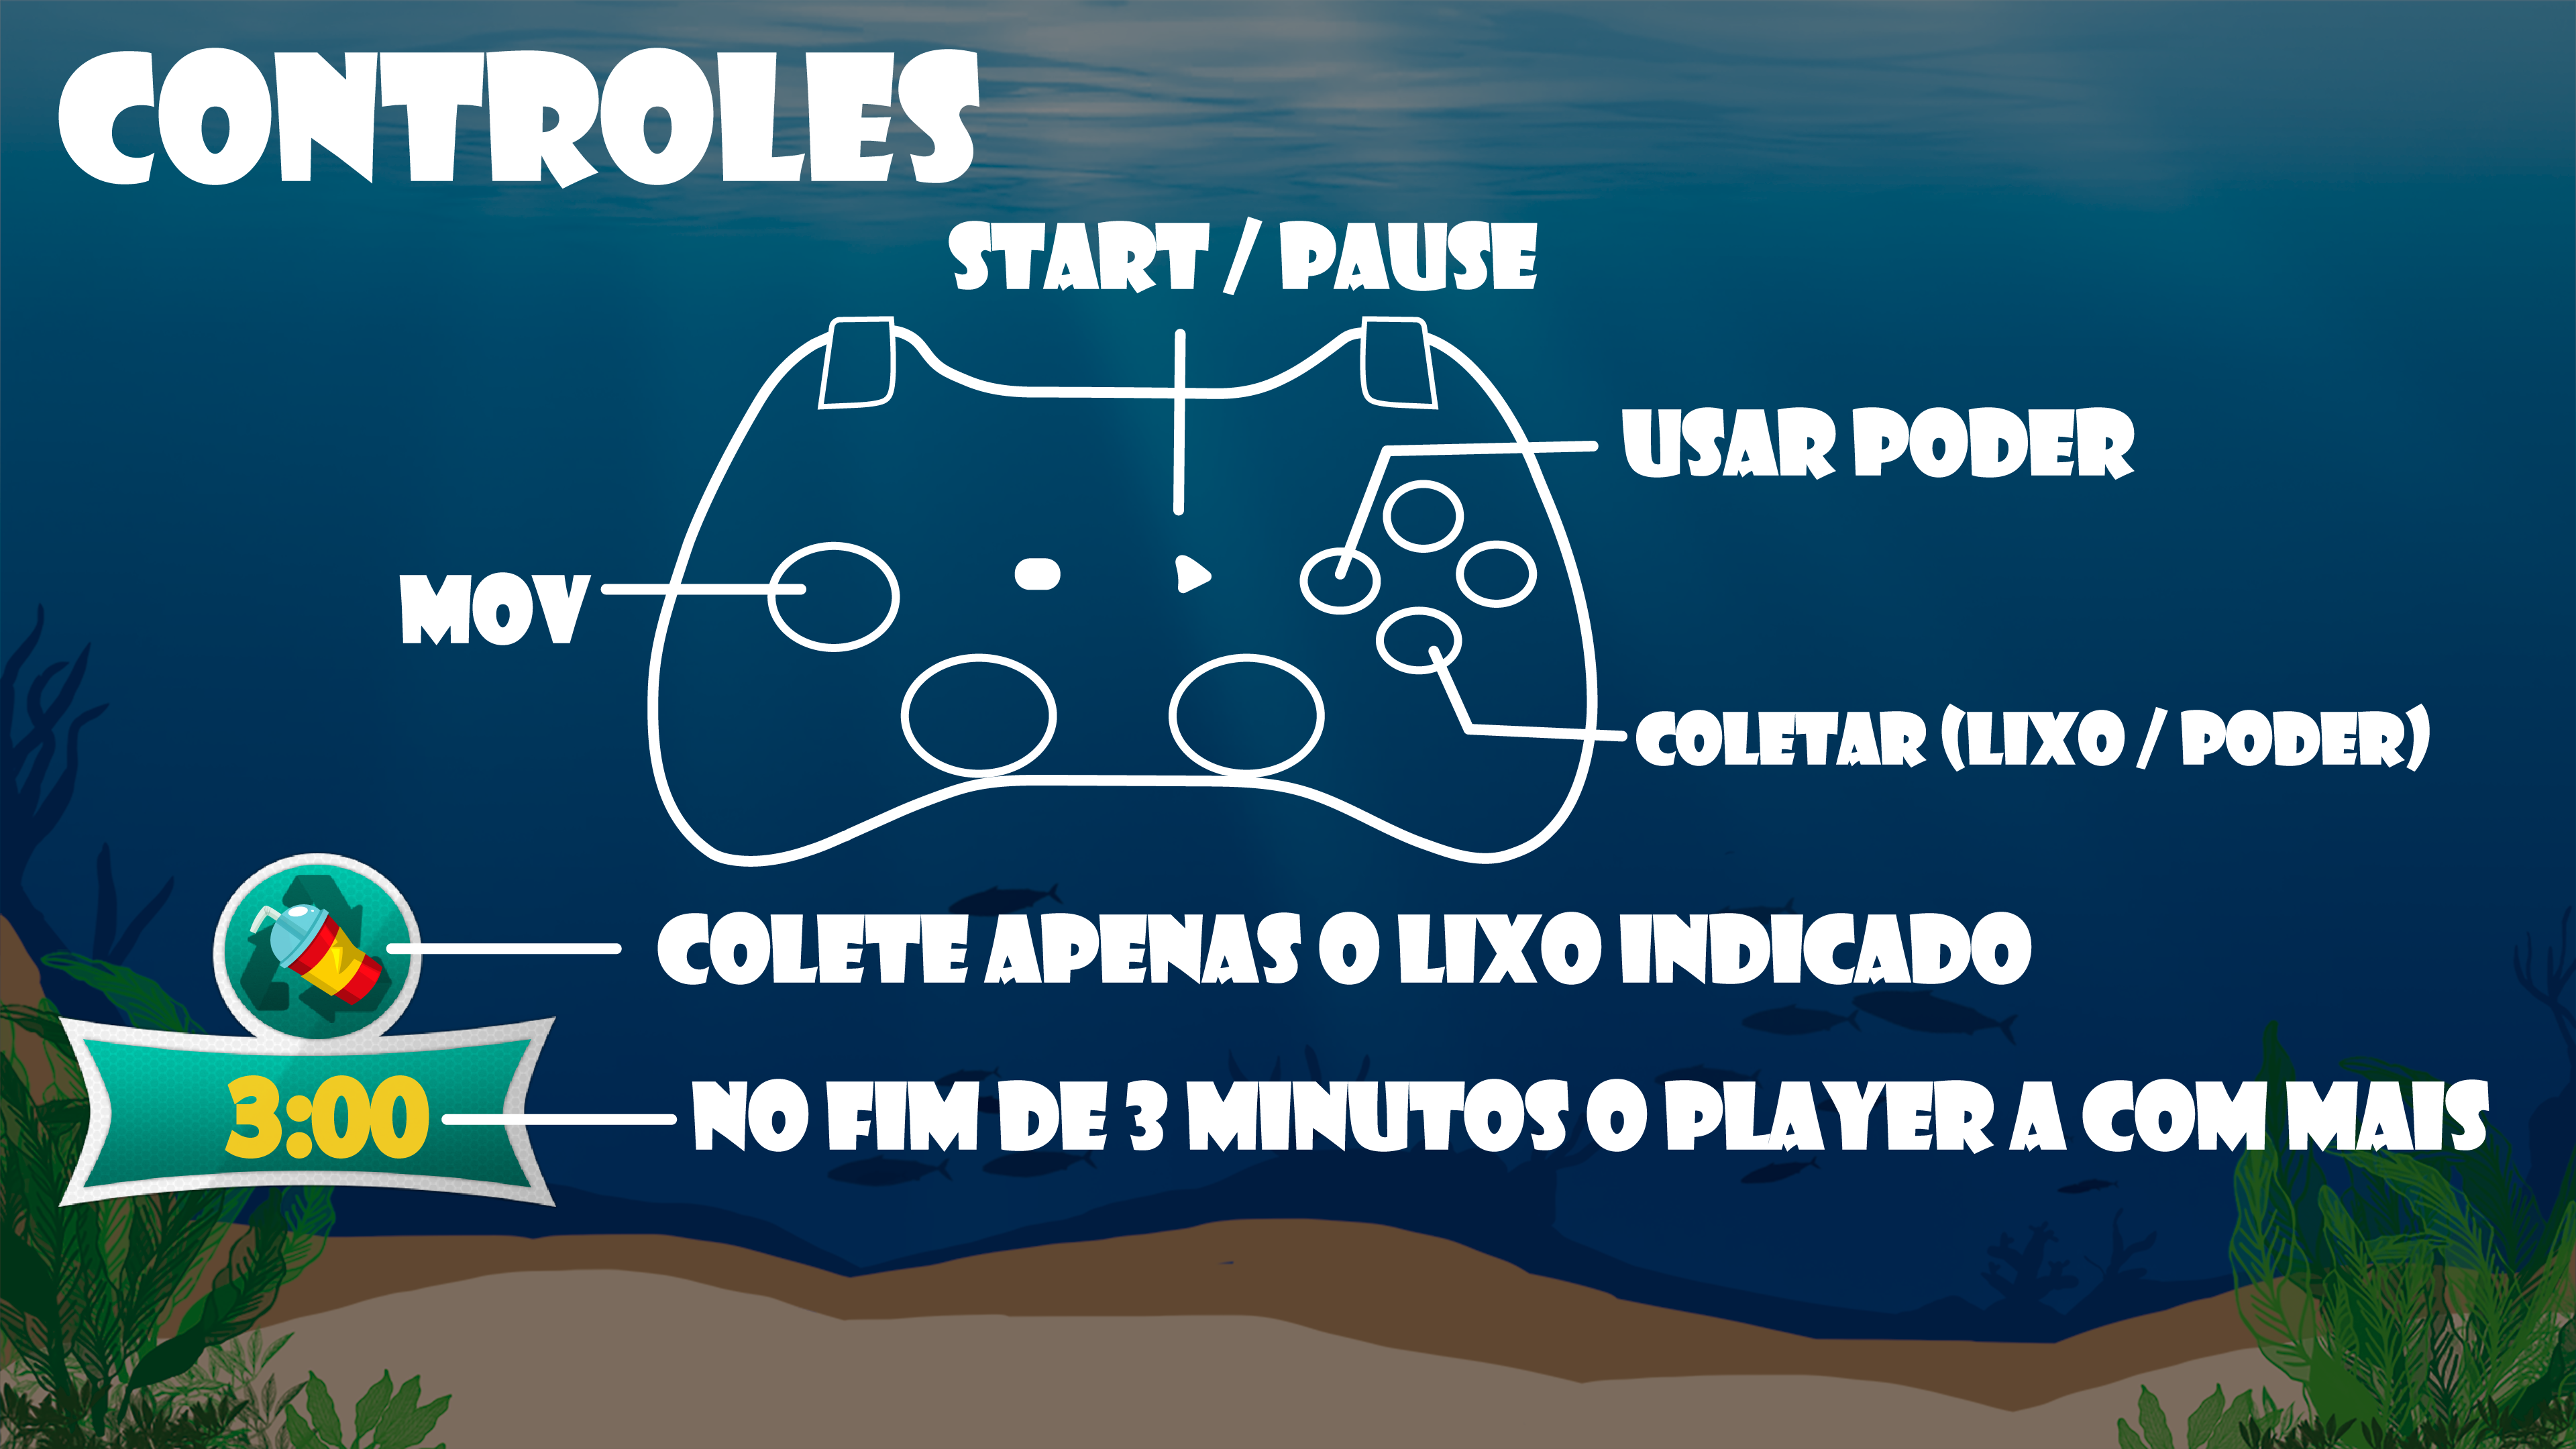 CONTROLES
START / PAUSE
USAR PODER
MOV
COLETAR (LIXO / PODER)
COLETE APENAS O LIXO INDICADO
3:00
NO FIM DE 3 MINUTOS O PLAYER A COM MAIS